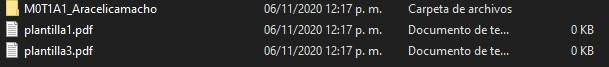 M0T1A1_Aracelicamacho 06/11/2020 12:17 p. m. Carpeta de archivos
plantilla1.pdf 06/11/2020 12:17 p. m. Documento de te... 0 KB
plantilla3.pdf 06/11/2020 12:17 p. m. Documento de te... 0 KB